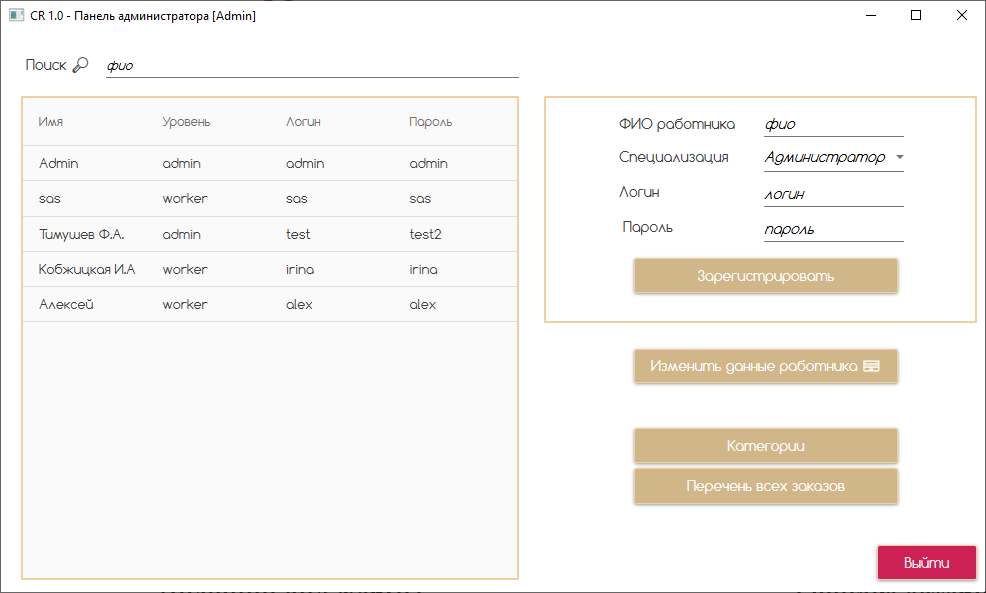 CR 1.0 - Панель администратора [Admin]
Поиск фио
Имя Уровень Логин Пароль
Admin admin admin admin
sas worker sas sas
Тимушев Ф.А. admin test test2
Кобжицкая И.А worker irina irina
Алексей worker alex alex
ФИО работника фио
Специализация Администратор
Логин логин
Пароль пароль
Зарегистрировать
Изменить данные работника
Категории
Перечень всех заказов
Выйти